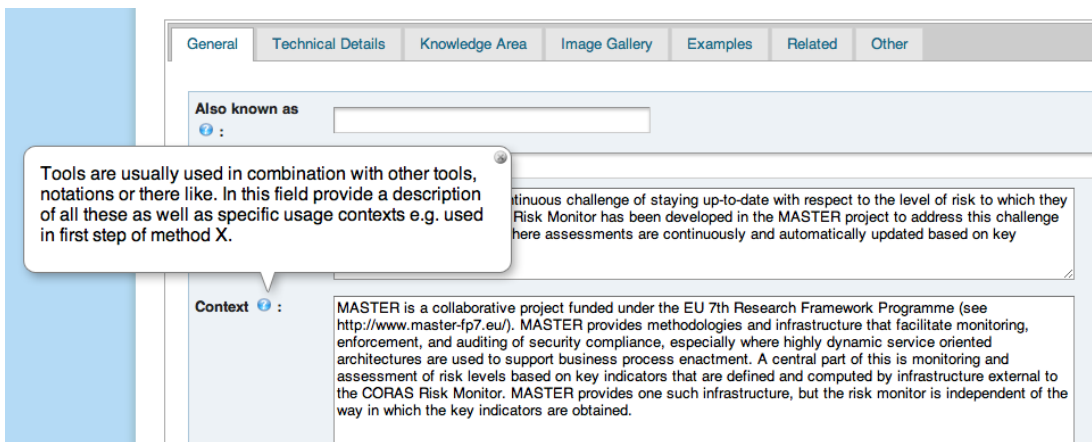 General Technical Details Knowledge Area Image Gallery Examples Related Other
Also known as
:
Tools are usually used in combination with other tools,
notations or there like. In this field provide a description
of all these as well as specific usage contexts e.g. used
in first step of method X.
tinuous challenge of staying up-to-date with respect to the level of risk to which they
Risk Monitor has been developed in the MASTER project to address this challenge
here assessments are continuously and automatically updated based on key
Context ? :
MASTER is a collaborative project funded under the EU 7th Research Framework Programme (see
http://www.master-fp7.eu/). MASTER provides methodologies and infrastructure that facilitate monitoring,
enforcement, and auditing of security compliance, especially where highly dynamic service oriented
architectures are used to support business process enactment. A central part of this is monitoring and
assessment of risk levels based on key indicators that are defined and computed by infrastructure external to
the CORAS Risk Monitor. MASTER provides one such infrastructure, but the risk monitor is independent of the
way in which the key indicators are obtained.